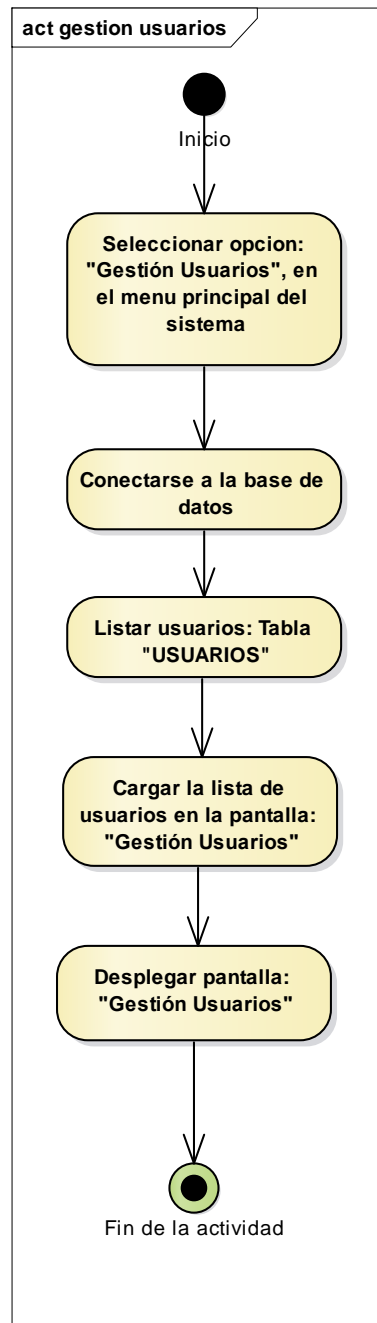 act gestion usuarios
Inicio
Seleccionar opcion:
"Gestión Usuarios", en
el menu principal del
sistema
Conectarse a la base de
datos
Listar usuarios: Tabla
"USUARIOS"
Cargar la lista de
usuarios en la pantalla:
"Gestión Usuarios"
Desplegar pantalla:
"Gestión Usuarios"
Fin de la actividad